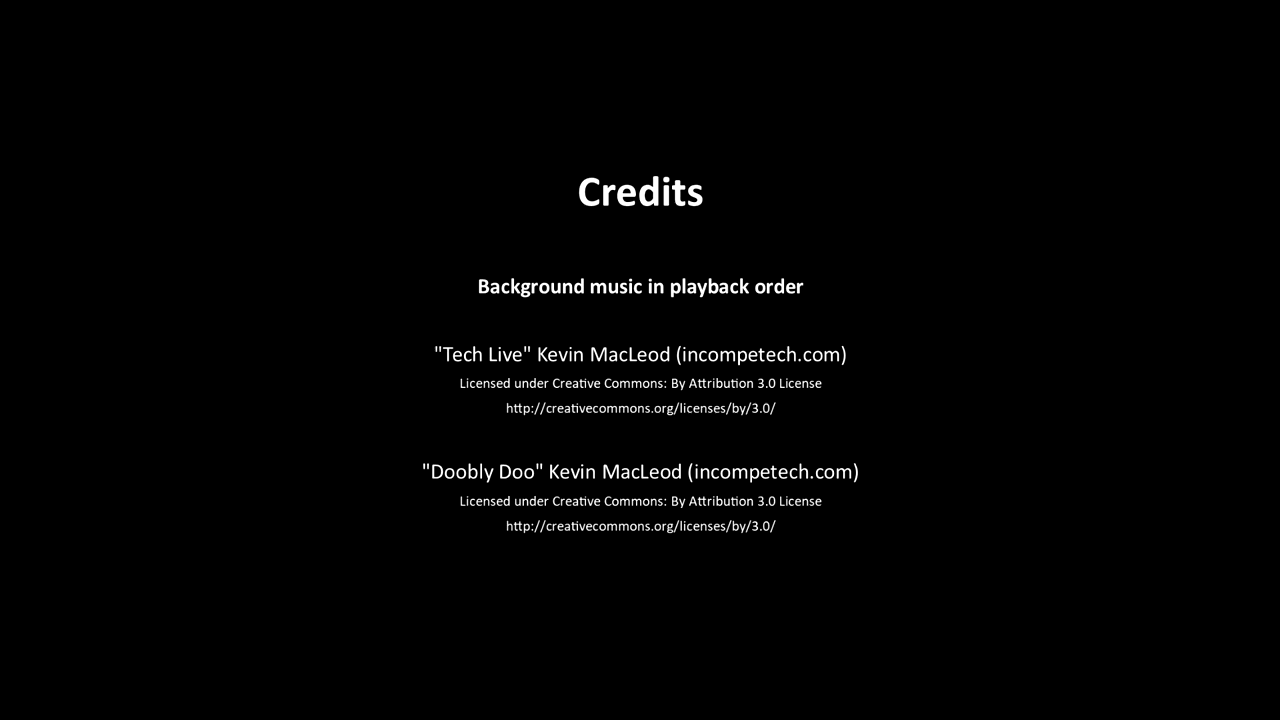 Credits
Background music in playback order
"Tech Live" Kevin MacLeod (incompetech.com)
Licensed under Creative Commons: By Attribution 3.0 License
http://creativecommons.org/licenses/by/3.0/
"Doobly Doo" Kevin MacLeod (incompetech.com)
Licensed under Creative Commons: By Attribution 3.0 License
http://creativecommons.org/licenses/by/3.0/